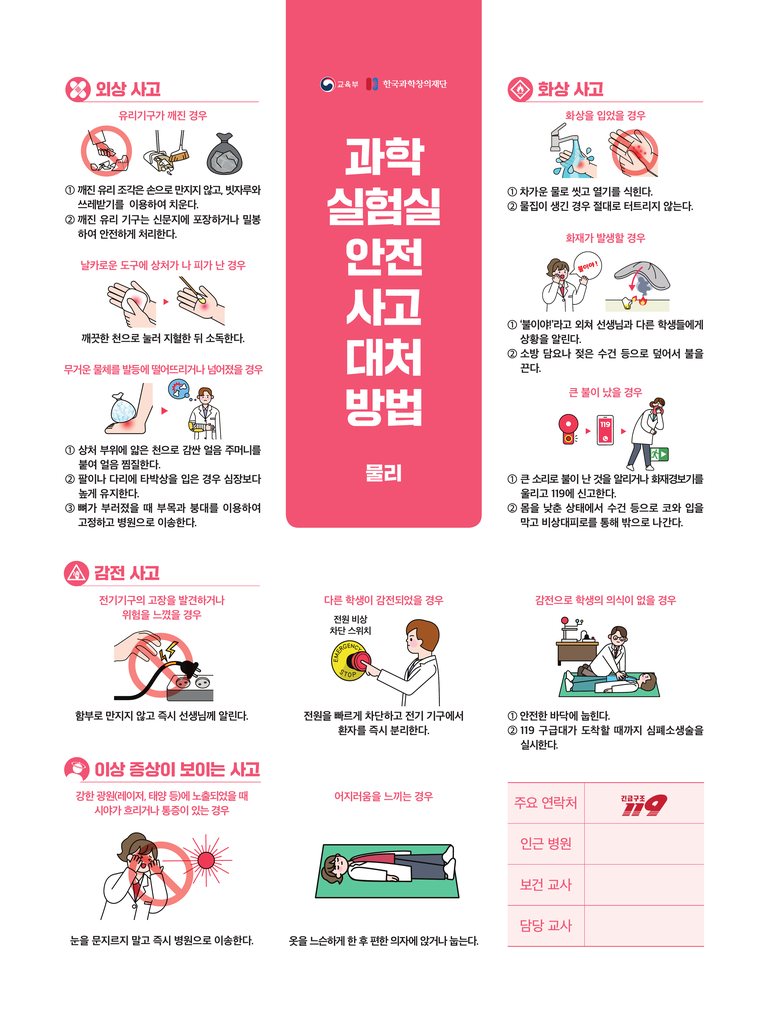 교육부 한국과학창의재단
과학
실험실
안전
사고
대처
방법
물리
외상 사고
유리기구가 깨진 경우
① 깨진 유리 조각은 손으로 만지지 않고, 빗자루와
쓰레받기를 이용하여 치운다.
② 깨진 유리 기구는 신문지에 포장하거나 밀봉
하여 안전하게 처리한다.
날카로운 도구에 상처가 나 피가 난 경우
깨끗한 천으로 눌러 지혈한 뒤 소독한다.
무거운 물체를 발등에 떨어뜨리거나 넘어졌을 경우
① 상처 부위에 얇은 천으로 감싼 얼음 주머니를
붙여 얼음 찜질한다.
② 팔이나 다리에 타박상을 입은 경우 심장보다
높게 유지한다.
③ 뼈가 부러졌을 때 부목과 붕대를 이용하여
고정하고 병원으로 이송한다.
화상 사고
화상을 입었을 경우
① 차가운 물로 씻고 열기를 식힌다.
② 물집이 생긴 경우 절대로 터트리지 않는다.
화재가 발생할 경우
불이야!
① ‘불이야!’라고 외쳐 선생님과 다른 학생들에게
상황을 알린다.
② 소방 담요나 젖은 수건 등으로 덮어서 불을
끈다.
큰 불이 났을 경우
119
① 큰 소리로 불이 난 것을 알리거나 화재경보기를
울리고 119에 신고한다.
② 몸을 낮춘 상태에서 수건 등으로 코와 입을
막고 비상대피로를 통해 밖으로 나간다.
감전 사고
전기기구의 고장을 발견하거나
위험을 느꼈을 경우
함부로 만지지 않고 즉시 선생님께 알린다.
다른 학생이 감전되었을 경우
전원 비상
차단 스위치
EMERGENCY
STOP
전원을 빠르게 차단하고 전기 기구에서
환자를 즉시 분리한다.
감전으로 학생의 의식이 없을 경우
① 안전한 바닥에 눕힌다.
② 119 구급대가 도착할 때까지 심폐소생술을
실시한다.
이상 증상이 보이는 사고
강한 광원(레이저, 태양 등)에 노출되었을 때
시야가 흐리거나 통증이 있는 경우
눈을 문지르지 말고 즉시 병원으로 이송한다.
어지러움을 느끼는 경우
옷을 느슨하게 한 후 편한 의자에 앉거나 눕는다.
주요 연락처 긴급구조 119
인근 병원
보건 교사
담당 교사